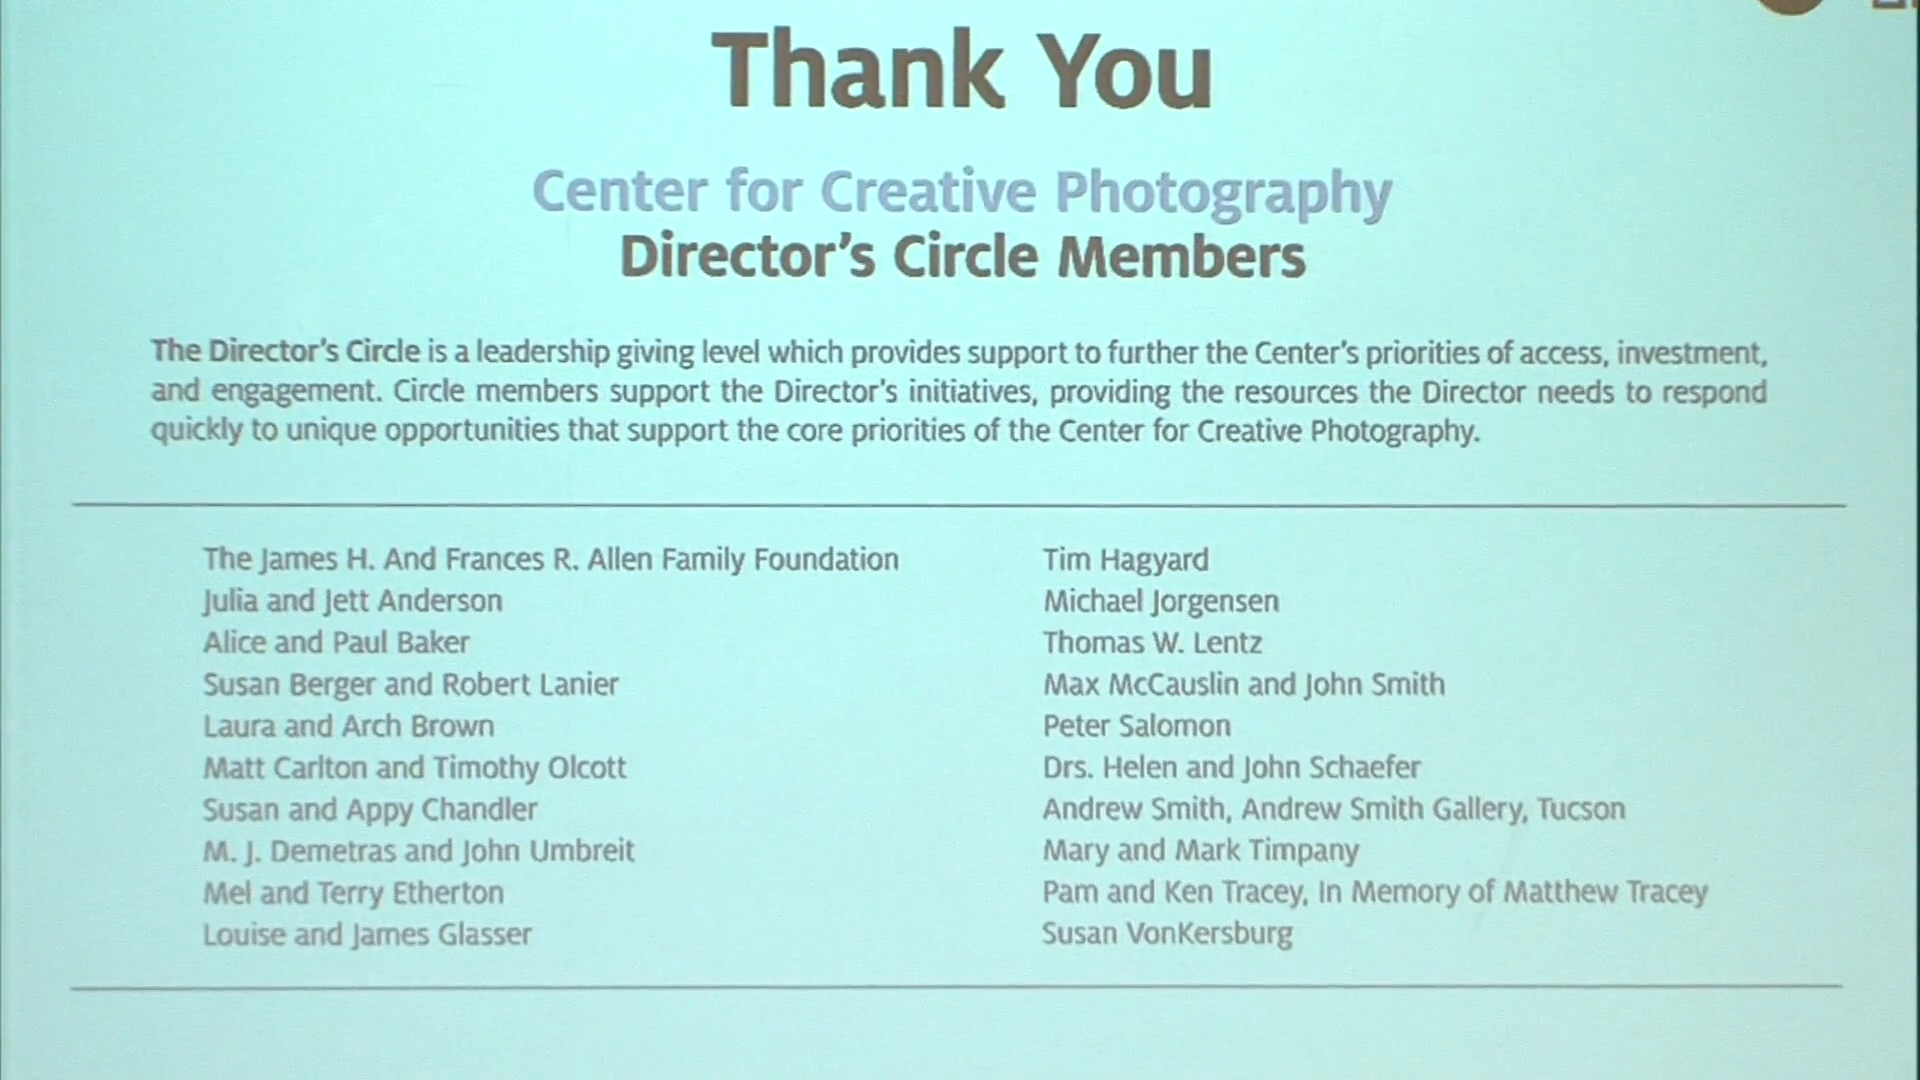 Thank You
Center for Creative Photography
Director's Circle Members
The Director's Circle is a leadership giving level which provides support to further the Center's priorities of access, investment,
and engagement. Circle members support the Director's initiatives, providing the resources the Director needs to respond
quickly to unique opportunities that support the core priorities of the Center for Creative Photography.
The James H. And Frances R. Allen Family Foundation
Julia and Jett Anderson
Alice and Paul Baker
Susan Berger and Robert Lanier
Laura and Arch Brown
Matt Carlton and Timothy Olcott
Susan and Appy Chandler
M. J. Demetras and John Umbreit
Mel and Terry Etherton
Louise and James Glasser
Tim Hagyard
Michael Jorgensen
Thomas W. Lentz
Max McCauslin and John Smith
Peter Salomon
Drs. Helen and John Schaefer
Andrew Smith, Andrew Smith Gallery, Tucson
Mary and Mark Timpany
Pam and Ken Tracey, In Memory of Matthew Tracey
Susan VonKersburg